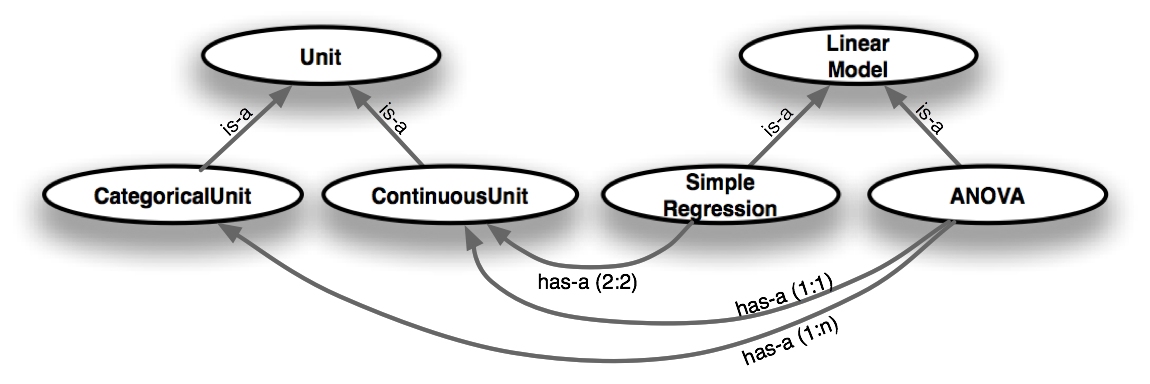 Unit
Linear
Model
is-a
is-a
is-a
is-a
CategoricalUnit
ContinuousUnit
Simple
Regression
ANOVA
has-a (2:2)
has-a (1:1)
has-a (1:n)